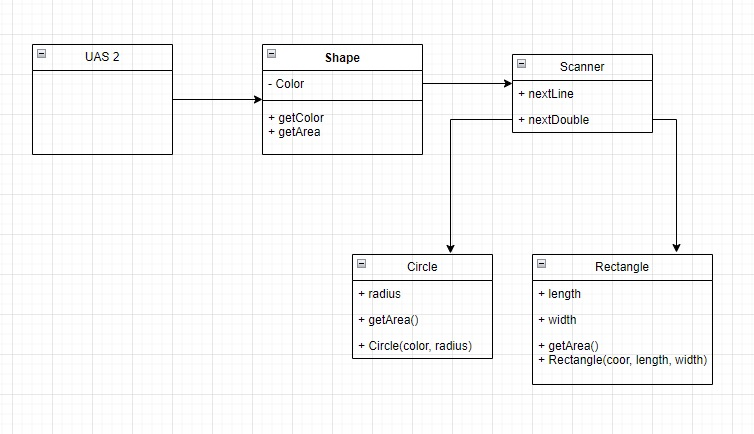 UAS 2
Shape
- Color
+ getColor
+ getArea
Scanner
+ nextLine
+ nextDouble
Circle
+ radius
+ getArea()
+ Circle(color, radius)
Rectangle
+ length
+ width
+ getArea()
+ Rectangle(coor, length, width)